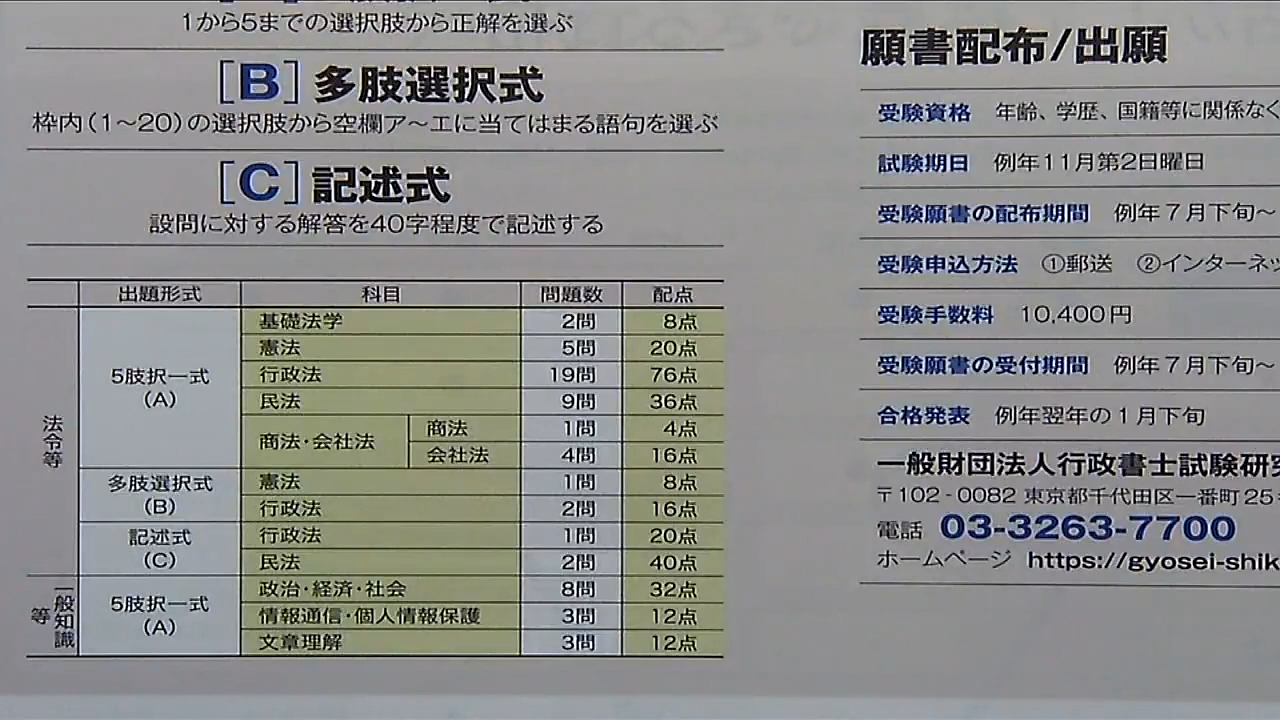 1から5までの選択肢から正解を選ぶ
[B] 多肢選択式
枠内(1〜20)の選択肢から空欄ア〜エに当てはまる語句を選ぶ
[C] 記述式
設問に対する解答を40字程度で記述する
出題形式 科目 問題数 配点
法令等
5肢択一式
(A)
基礎法学 2問 8点
憲法 5問 20点
行政法 19問 76点
民法 9問 36点
商法・会社法
商法 1問 4点
会社法 4問 16点
多肢選択式
(B)
憲法 1問 8点
行政法 2問 16点
記述式
(C)
行政法 1問 20点
民法 2問 40点
一般知識等
5肢択一式
(A)
政治・経済・社会 8問 32点
情報通信・個人情報保護 3問 12点
文章理解 3問 12点
願書配布/出願
受験資格 年齢、学歴、国籍等に関係なく
試験期日 例年11月第2日曜日
受験願書の配布期間 例年7月下旬〜
受験申込方法 ①郵送 ②インターネッ
受験手数料 10,400円
受験願書の受付期間 例年7月下旬〜
合格発表 例年翌年の1月下旬
一般財団法人行政書士試験研究
〒102-0082 東京都千代田区一番町25
電話 03-3263-7700
ホームページ https://gyosei-shik